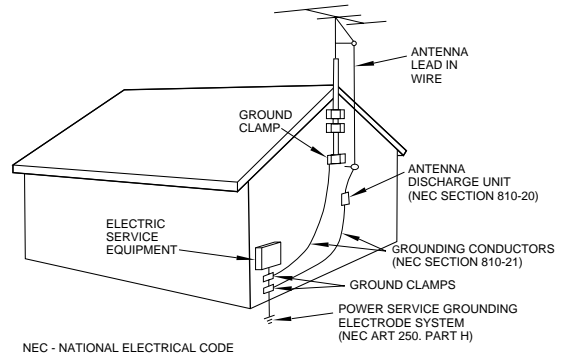 ANTENNA
LEAD IN
WIRE
GROUND
CLAMP
ANTENNA
DISCHARGE UNIT
(NEC SECTION 810-20)
ELECTRIC
SERVICE
EQUIPMENT
GROUNDING CONDUCTORS
(NEC SECTION 810-21)
GROUND CLAMPS
POWER SERVICE GROUNDING
ELECTRODE SYSTEM
(NEC ART 250. PART H)
NEC - NATIONAL ELECTRICAL CODE